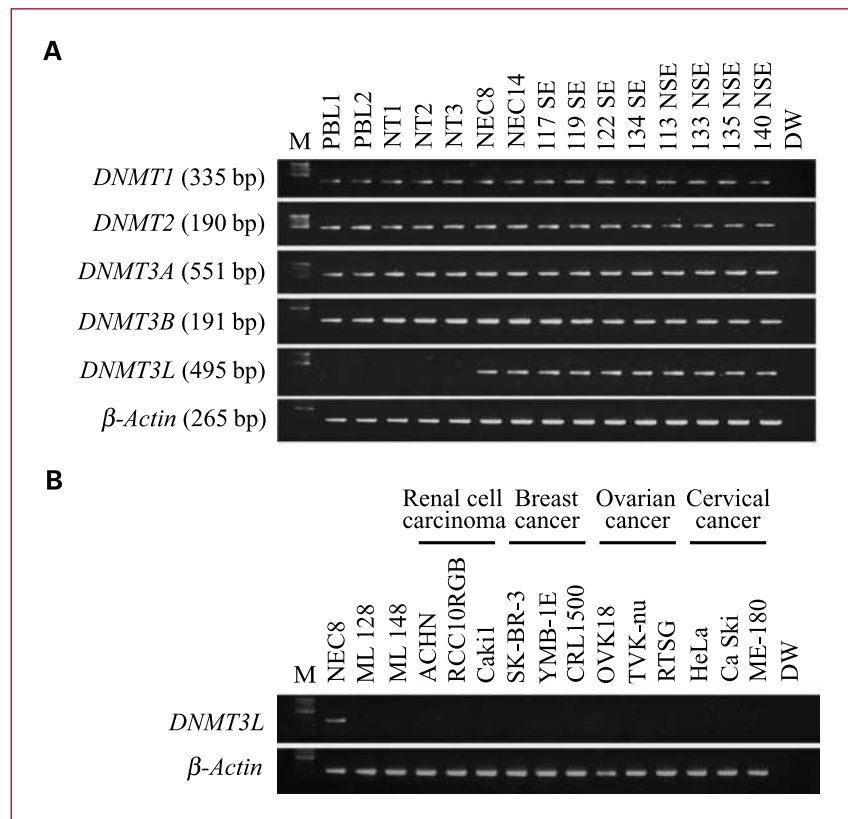 A
M PBL1 PBL2 NT1 NT2 NT3 NEC8 NEC14 117 SE 119 SE 122 SE 134 SE 113 NSE 133 NSE 135 NSE 140 NSE DW
DNMT1 (335 bp)
DNMT2 (190 bp)
DNMT3A (551 bp)
DNMT3B (191 bp)
DNMT3L (495 bp)
β-Actin (265 bp)
B
Renal cell carcinoma
Breast cancer
Ovarian cancer
Cervical cancer
M NEC8 ML 128 ML 148 ACHN RCC10RGB Caki1 SK-BR-3 YMB-1E CRL1500 OVK18 TVK-nu RTSG HeLa Ca Ski ME-180 DW
DNMT3L
β-Actin